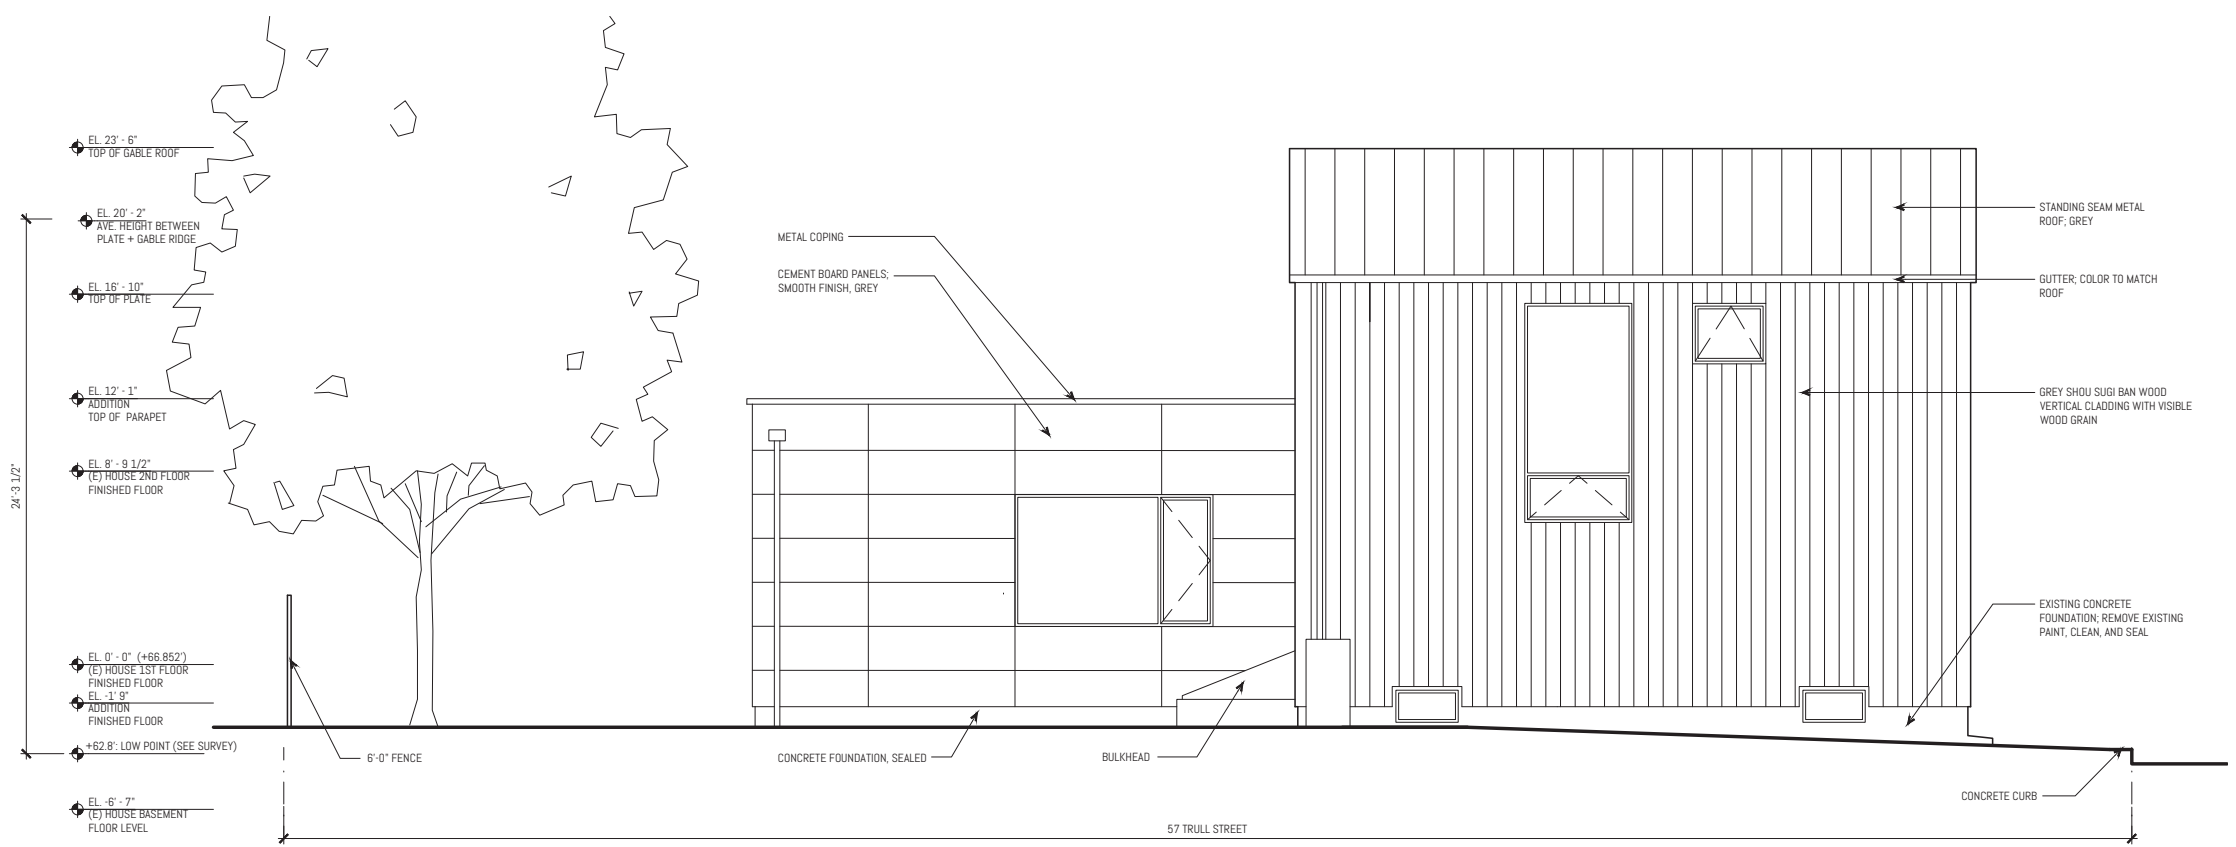 EL. 23' - 6"
TOP OF GABLE ROOF
EL. 20' - 2"
AVE. HEIGHT BETWEEN
PLATE + GABLE RIDGE
EL. 16' - 10"
TOP OF PLATE
EL. 12' - 1"
ADDITION
TOP OF PARAPET
EL. 8' - 9 1/2"
(E) HOUSE 2ND FLOOR
FINISHED FLOOR
24'-3 1/2"
EL. 0' - 0" (+66.852')
(E) HOUSE 1ST FLOOR
FINISHED FLOOR
EL. -1' 9"
ADDITION
FINISHED FLOOR
+62.8': LOW POINT (SEE SURVEY)
EL. -6' - 7"
(E) HOUSE BASEMENT
FLOOR LEVEL
6'-0" FENCE
METAL COPING
CEMENT BOARD PANELS;
SMOOTH FINISH, GREY
CONCRETE FOUNDATION, SEALED
BULKHEAD
STANDING SEAM METAL
ROOF; GREY
GUTTER; COLOR TO MATCH
ROOF
GREY SHOU SUGI BAN WOOD
VERTICAL CLADDING WITH VISIBLE
WOOD GRAIN
EXISTING CONCRETE
FOUNDATION; REMOVE EXISTING
PAINT, CLEAN, AND SEAL
CONCRETE CURB
57 TRULL STREET